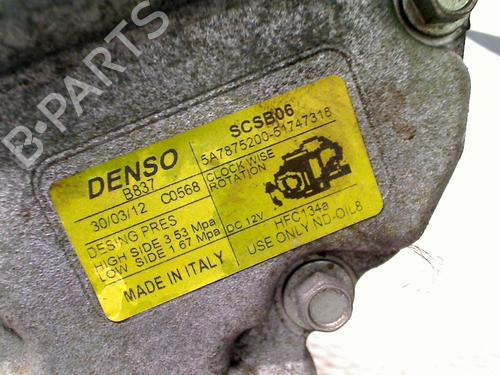 B-PARTS
DENSO
B837
30/03/12 C0568
DESING PRES
HIGH SIDE 3,53 Mpa
LOW SIDE 1,67 Mpa
MADE IN ITALY
SCSB06
5A7875200-51747318
CLOCK WISE
ROTATION
DC 12V
HFC134a
USE ONLY ND-OIL8